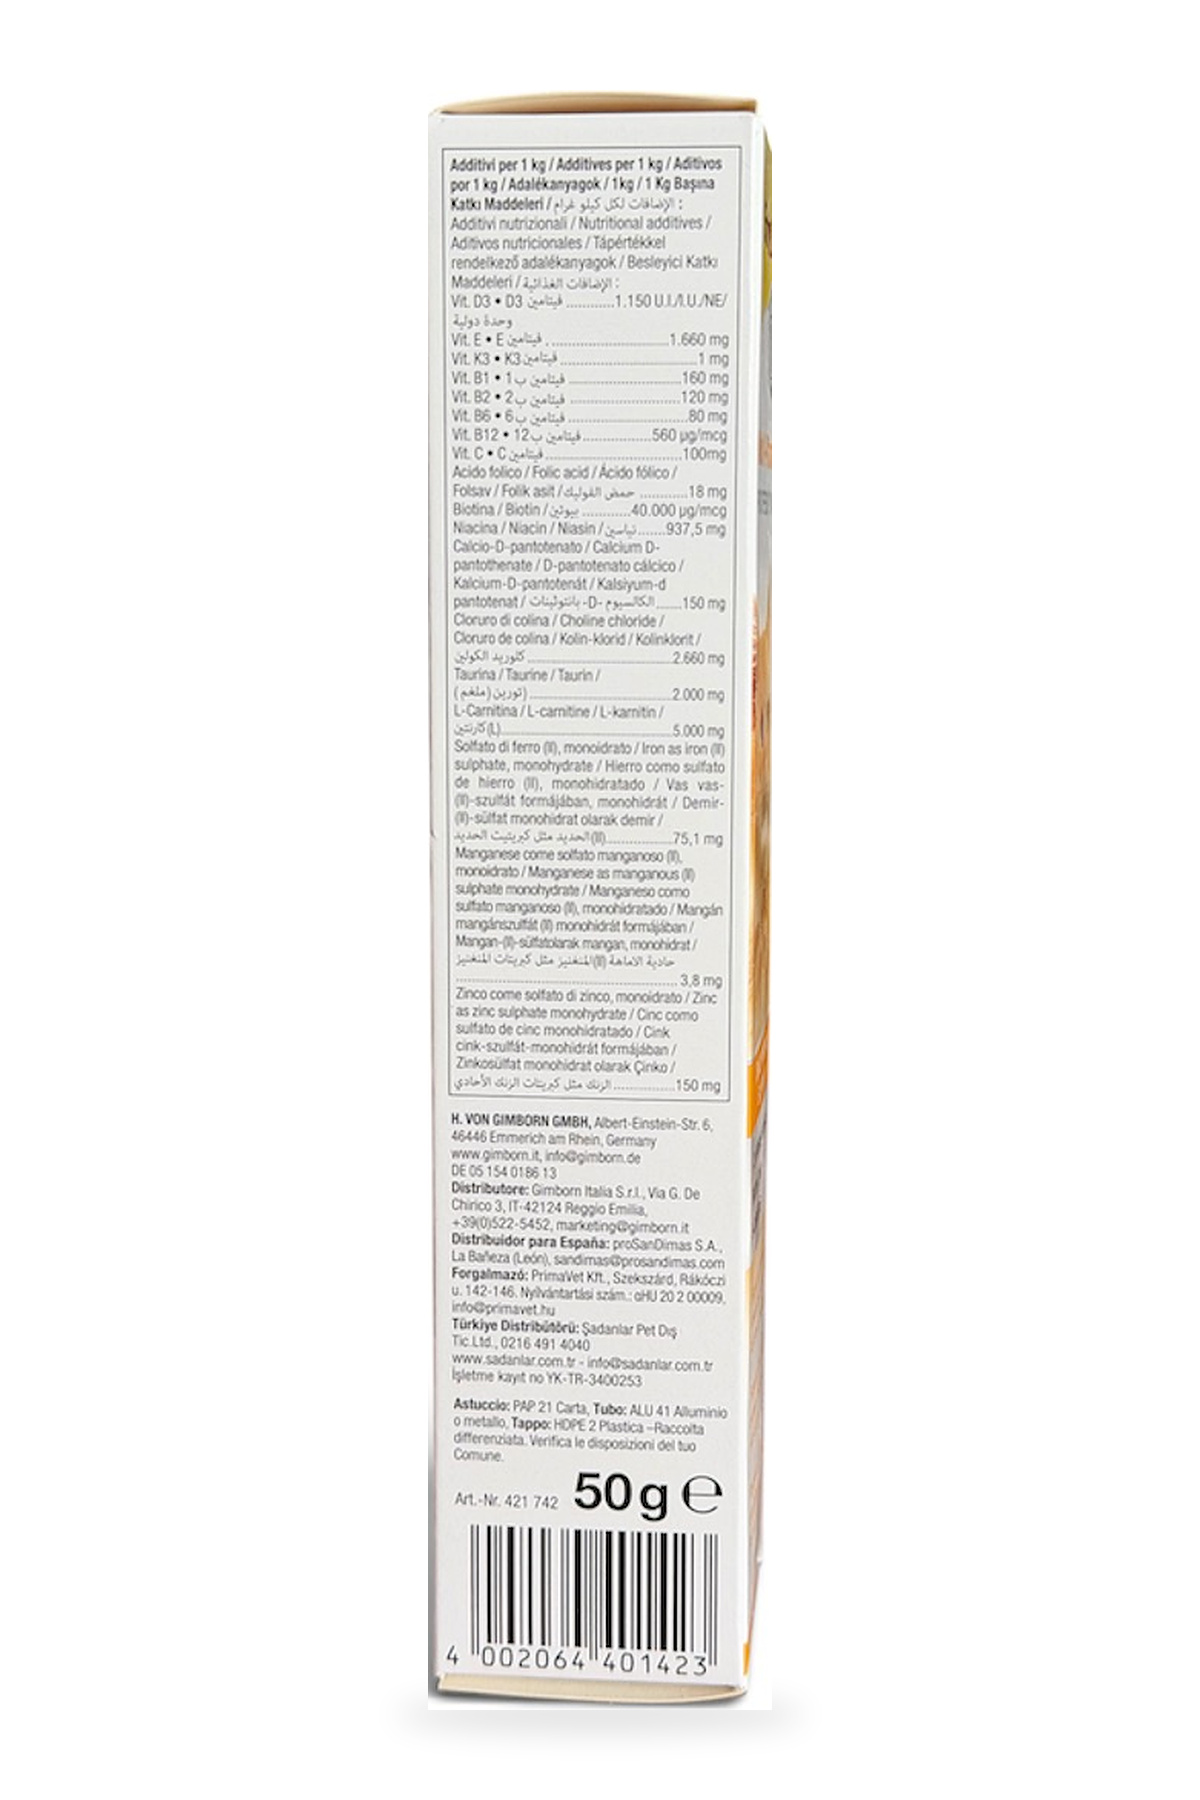 Additivi per 1 kg / Additives per 1 kg / Aditivos
por 1 kg / Adalékanyagok / 1kg / 1 Kg Başına
Katkı Maddeleri / الإضافات لكل كيلو غرام :
Additivi nutrizionali / Nutritional additives /
Aditivos nutricionales / Tápértékkel
rendelkező adalékanyagok / Besleyici Katkı
Maddeleri / الإضافات الغذائية :
Vit. D3 • D3 فيتامين ............1.150 U.I./I.U./NE/
وحدة دولية
Vit. E • E فيتامين ..............................1.660 mg
Vit. K3 • K3 فيتامين ..............................1 mg
Vit. B1 • 1فيتامين ب ..............................160 mg
Vit. B2 • 2فيتامين ب ..............................120 mg
Vit. B6 • 6فيتامين ب ..............................80 mg
Vit. B12 • 12فيتامين ب ..................560 µg/mcg
Vit. C • C فيتامين ..............................100mg
Acido folico / Folic acid / Ácido fólico /
Folsav / Folik asit / حمض الفوليك ............18 mg
Biotina / Biotin / بيوتين ............40.000 µg/mcg
Niacina / Niacin / Niasin / نياسين .......937,5 mg
Calcio-D-pantotenato / Calcium D-
pantothenate / D-pantotenato cálcico /
Kalcium-D-pantotenát / Kalsiyum-d
pantotenat / الكالسيوم -D- بانتوثينات ......150 mg
Cloruro di colina / Choline chloride /
Cloruro de colina / Kolin-klorid / Kolinklorit /
كلوريد الكولين ..............................2.660 mg
Taurina / Taurine / Taurin /
(تورين (ملغم ) ..............................2.000 mg
L-Carnitina / L-carnitine / L-karnitin /
(L)كارنتين ..............................5.000 mg
Solfato di ferro (II), monoidrato / Iron as iron (II)
sulphate, monohydrate / Hierro como sulfato
de hierro (II), monohidratado / Vas vas-
(II)-szulfát formájában, monohidrát / Demir-
(II)-sülfat monohidrat olarak demir /
(II) الحديد مثل كبريتيت الحديد ..................75,1 mg
Manganese come solfato manganoso (II),
monoidrato / Manganese as manganous (II)
sulphate monohydrate / Manganeso como
sulfato manganoso (II), monohidratado / Mangán
mangánszulfát (II) monohidrát formájában /
Mangan-(II)-sülfatolarak mangan, monohidrat /
حادية الاماهة (II)المنغنيز مثل كبريتات المنغنيز
............................................................ 3,8 mg
Zinco come solfato di zinco, monoidrato / Zinc
as zinc sulphate monohydrate / Cinc como
sulfato de cinc monohidratado / Cink
cink-szulfát-monohidrát formájában /
Zinkosülfat monohidrat olarak Çinko /
الزنك مثل كبريتات الزنك الأحادي ..................150 mg
H. VON GIMBORN GMBH, Albert-Einstein-Str. 6,
46446 Emmerich am Rhein, Germany
www.gimborn.it, info@gimborn.de
DE 05 154 0186 13
Distributore: Gimborn Italia S.r.l., Via G. De
Chirico 3, IT-42124 Reggio Emilia,
+39(0)522-5452, marketing@gimborn.it
Distribuidor para España: proSanDimas S.A.,
La Bañeza (León), sandimas@prosandimas.com
Forgalmazó: PrimaVet Kft., Szekszárd, Rákóczi
u. 142-146. Nyilvántartási szám.: αHU 20 2 00009,
info@primavet.hu
Türkiye Distribütörü: Şadanlar Pet Dış
Tic.Ltd., 0216 491 4040
www.sadanlar.com.tr - info@sadanlar.com.tr
İşletme kayıt no YK-TR-3400253
Astuccio: PAP 21 Carta, Tubo: ALU 41 Alluminio
o metallo, Tappo: HDPE 2 Plastica –Raccolta
differenziata. Verifica le disposizioni del tuo
Comune.
Art.-Nr. 421 742 50g ℮
4 002064 401423